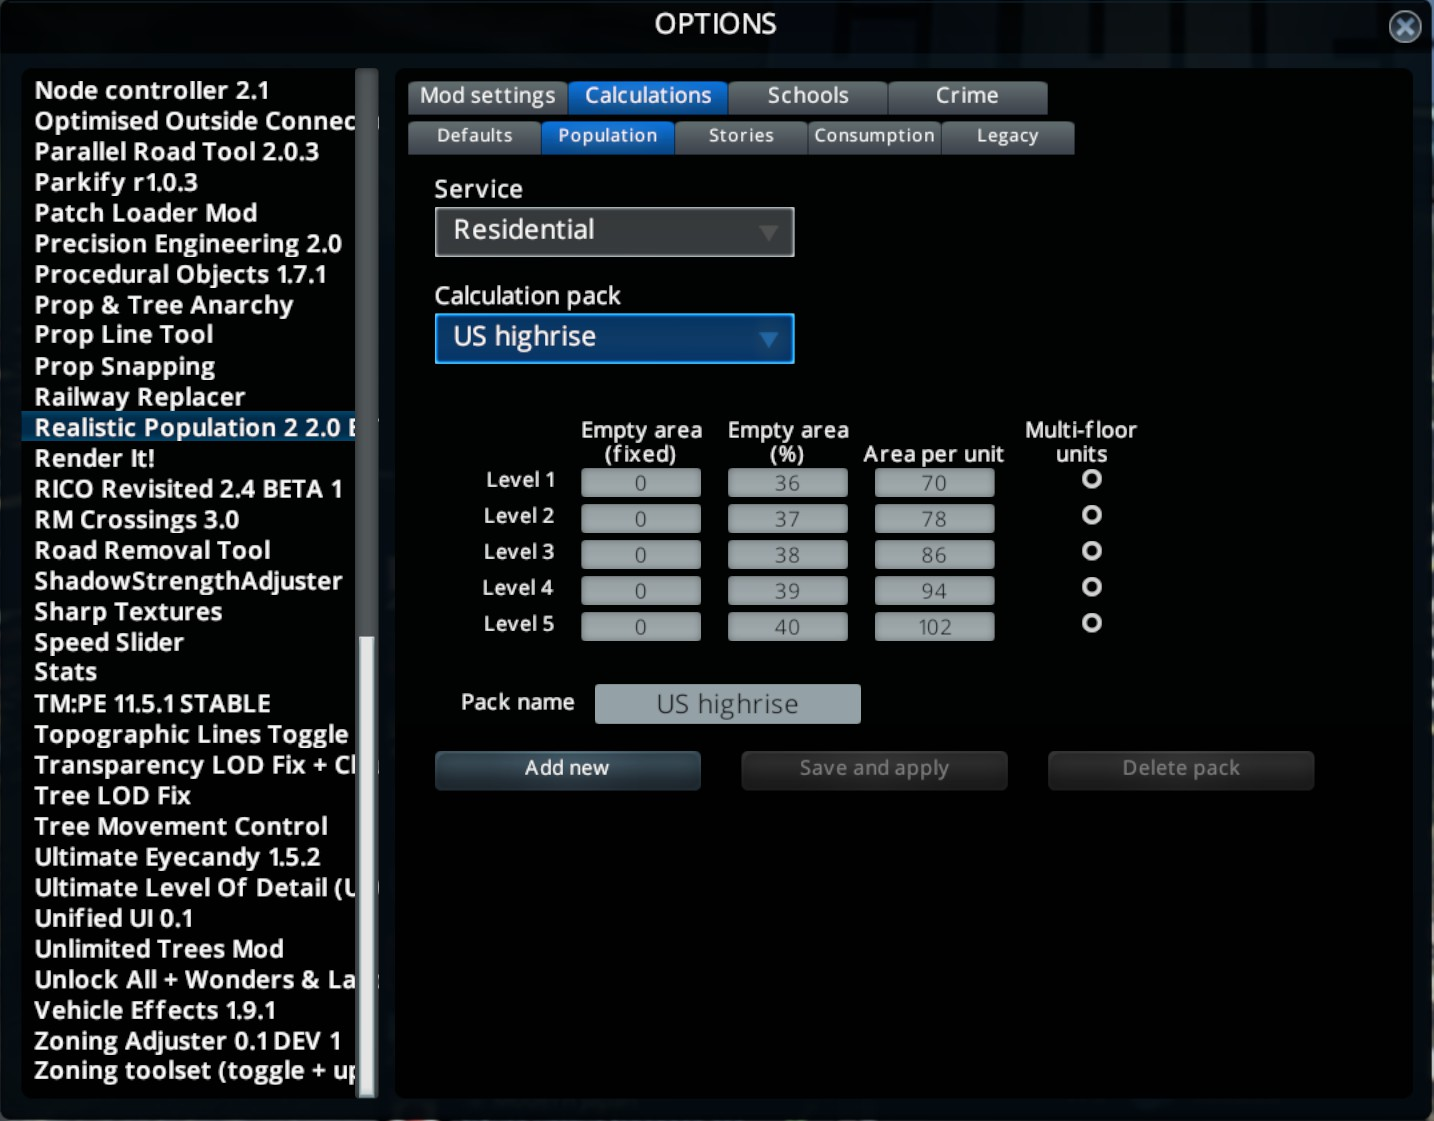 OPTIONS
Node controller 2.1
Optimised Outside Connec
Parallel Road Tool 2.0.3
Parkify r1.0.3
Patch Loader Mod
Precision Engineering 2.0
Procedural Objects 1.7.1
Prop & Tree Anarchy
Prop Line Tool
Prop Snapping
Railway Replacer
Realistic Population 2 2.0
Render It!
RICO Revisited 2.4 BETA 1
RM Crossings 3.0
Road Removal Tool
ShadowStrengthAdjuster
Sharp Textures
Speed Slider
Stats
TM:PE 11.5.1 STABLE
Topographic Lines Toggle
Transparency LOD Fix +
Tree LOD Fix
Tree Movement Control
Ultimate Eyecandy 1.5.2
Ultimate Level Of Detail
Unified UI 0.1
Unlimited Trees Mod
Unlock All + Wonders & La
Vehicle Effects 1.9.1
Zoning Adjuster 0.1 DEV 1
Zoning toolset (toggle + up
Mod settings Calculations Schools Crime
Defaults Population Stories Consumption Legacy
Service
Residential
Calculation pack
US highrise
Empty area Empty area Multi-floor
(fixed) (%) Area per unit units
Level 1 0 36 70
Level 2 0 37 78
Level 3 0 38 86
Level 4 0 39 94
Level 5 0 40 102
Pack name US highrise
Add new Save and apply Delete pack